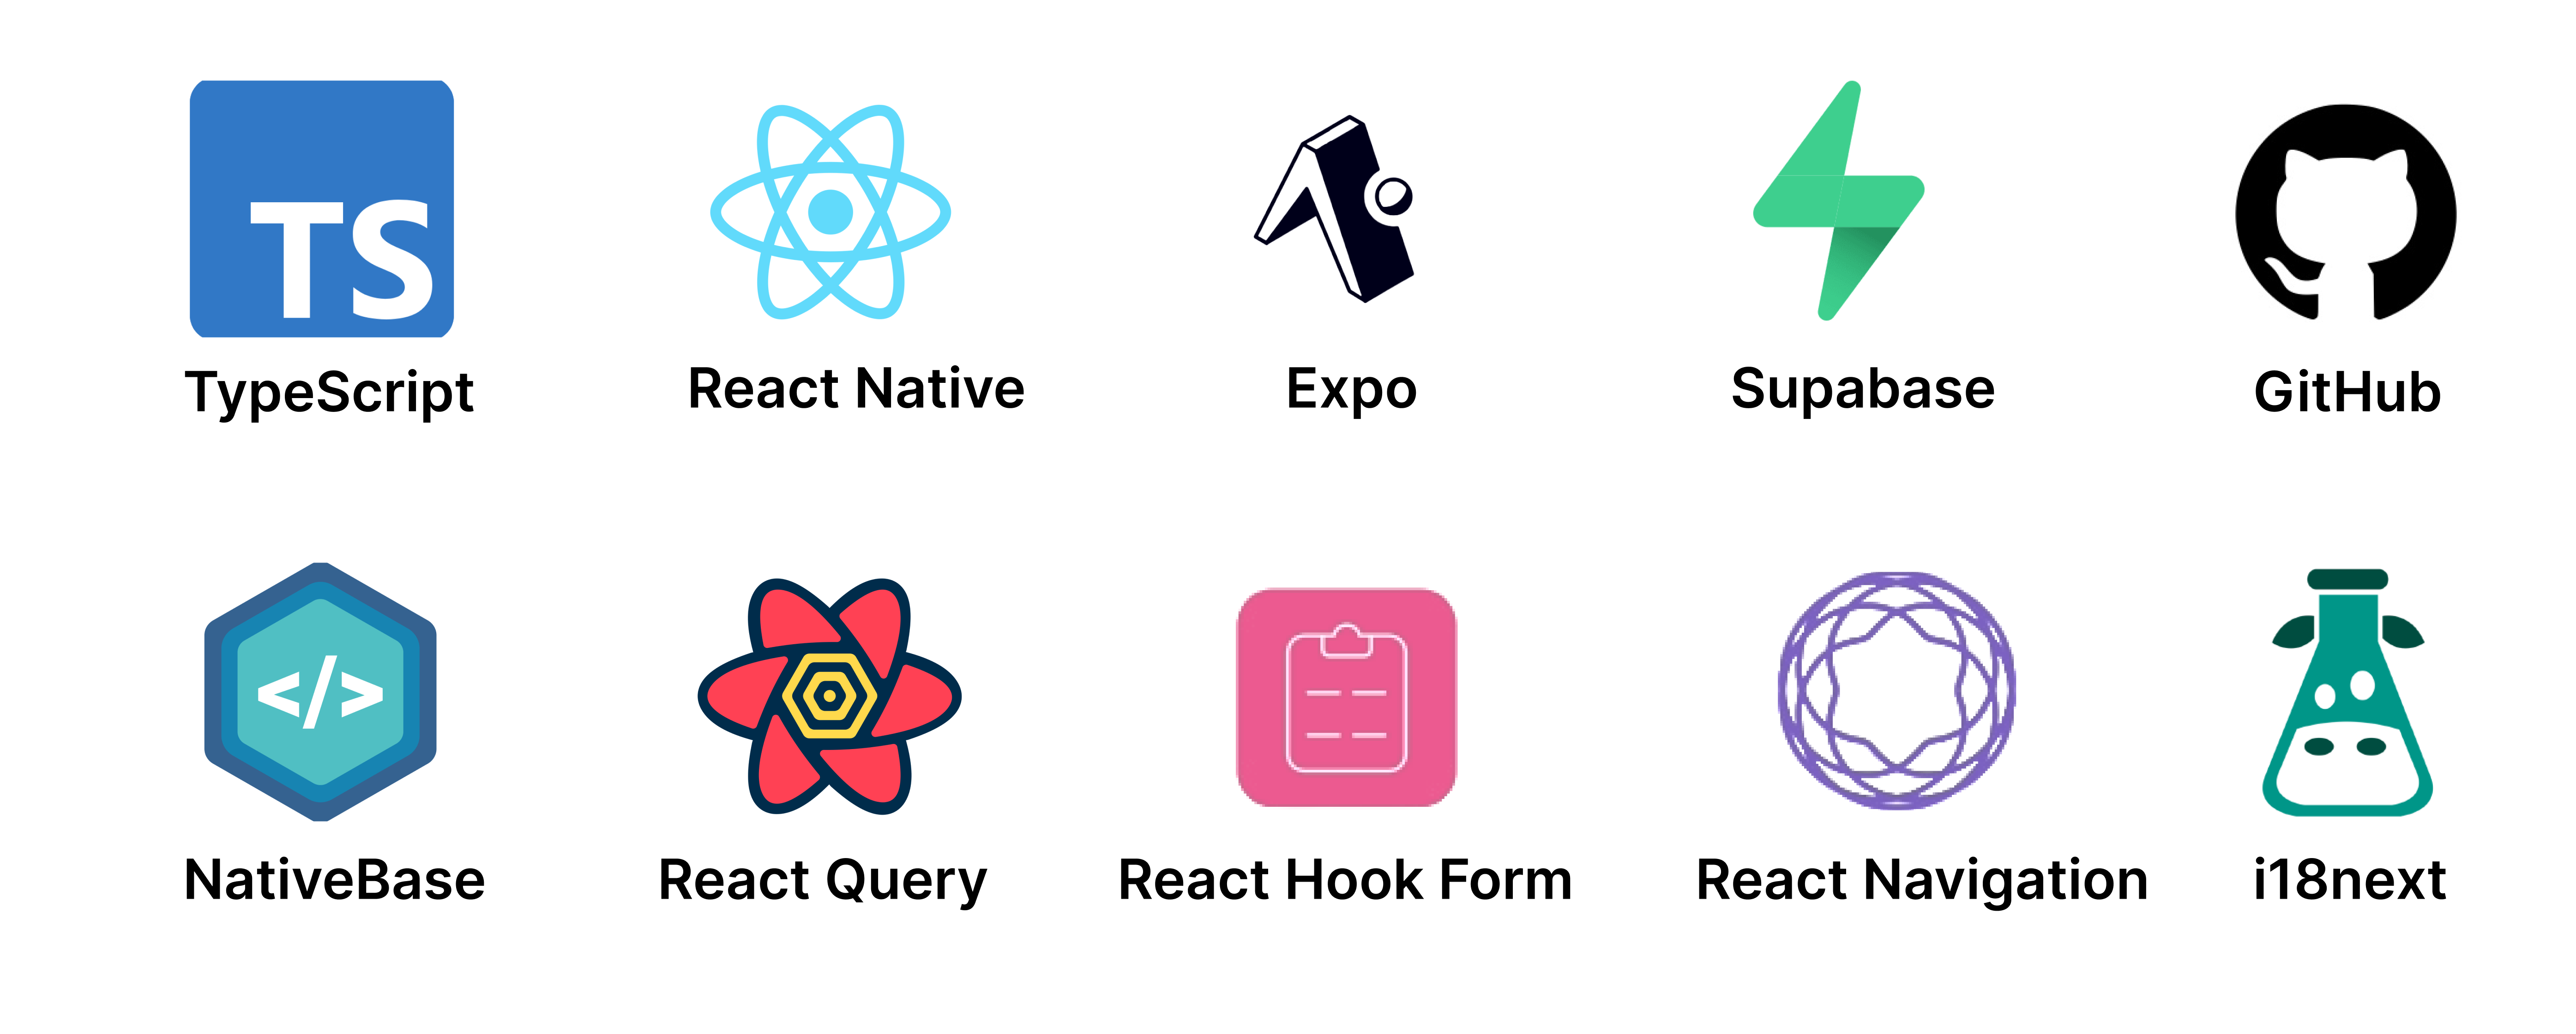 TS
TypeScript
React Native
Expo
Supabase
GitHub
</>
NativeBase
React Query
React Hook Form
React Navigation
i18next